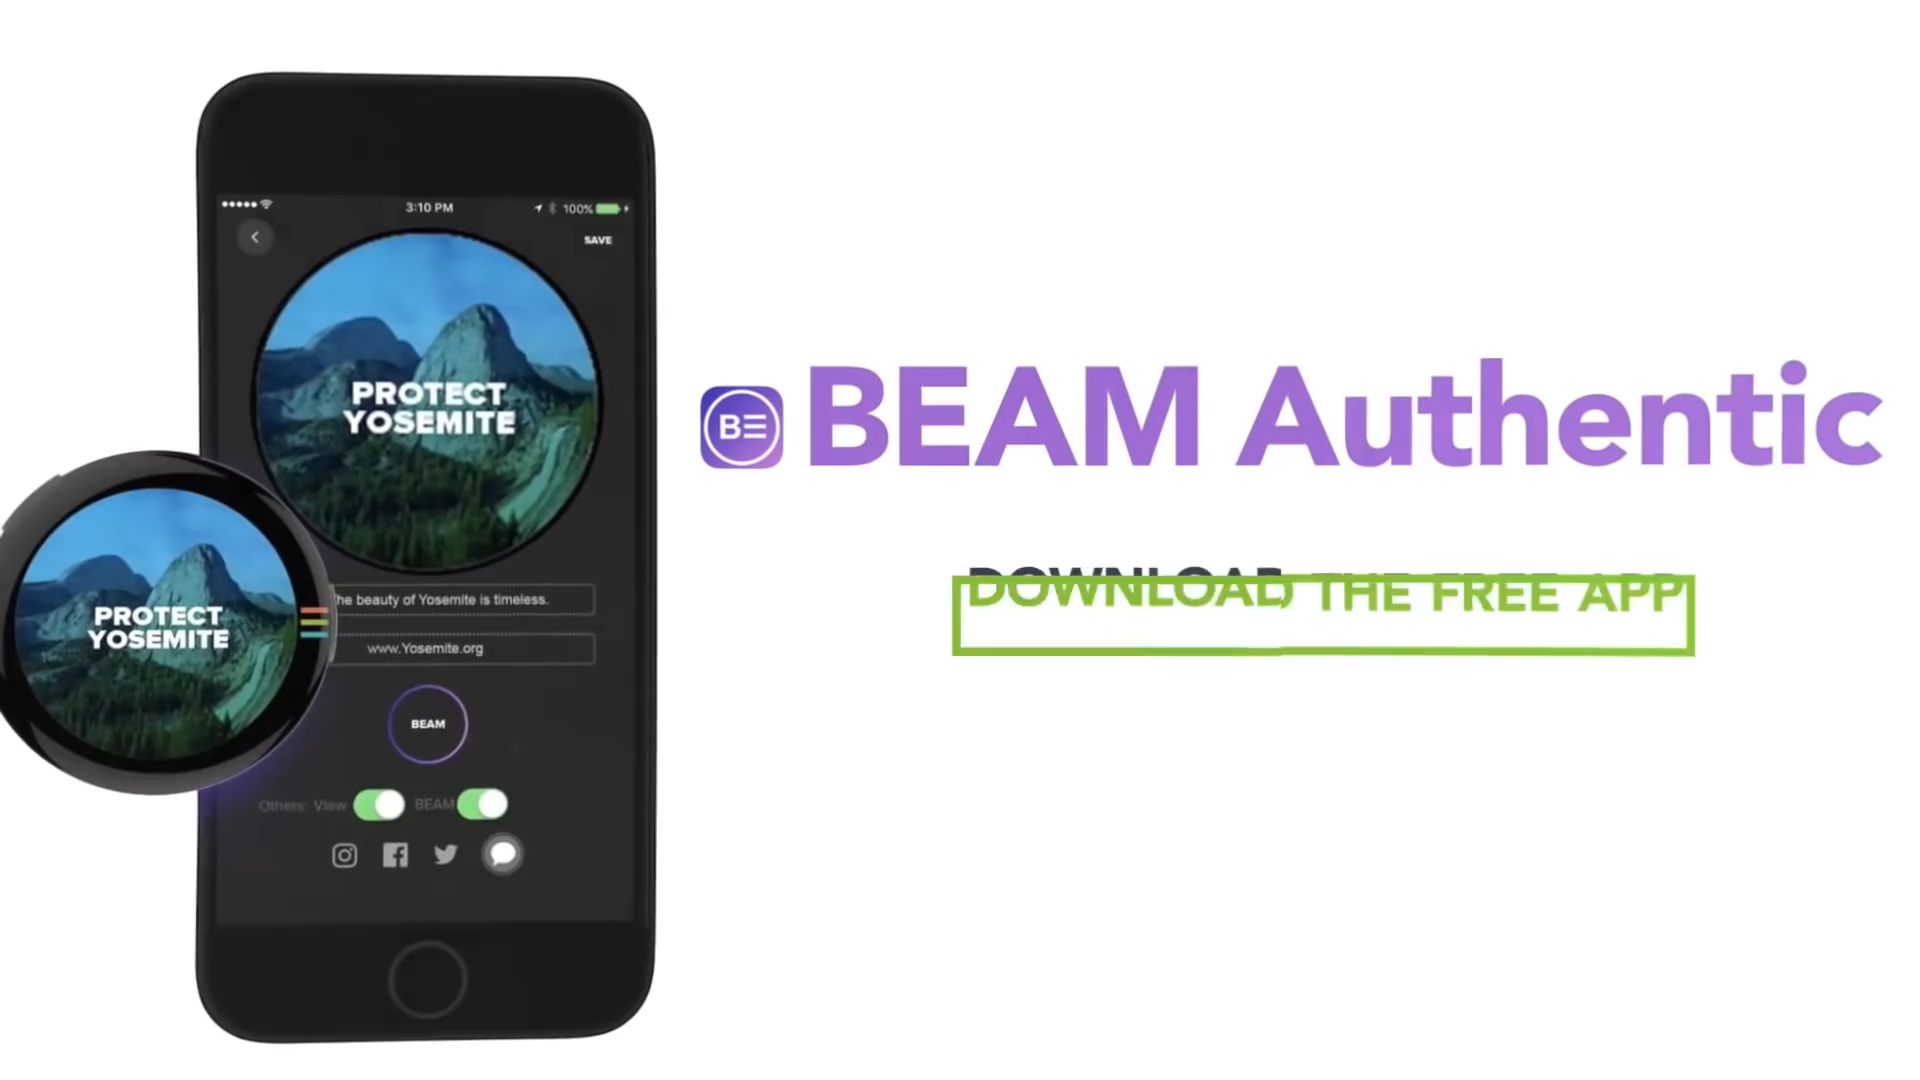 3:10 PM
100%
SAVE
PROTECT
YOSEMITE
PROTECT
YOSEMITE
he beauty of Yosemite is timeless.
www.Yosemite.org
BEAM
Others: View
BEAM
BE
BEAM Authentic
DOWNLOAD THE FREE APP